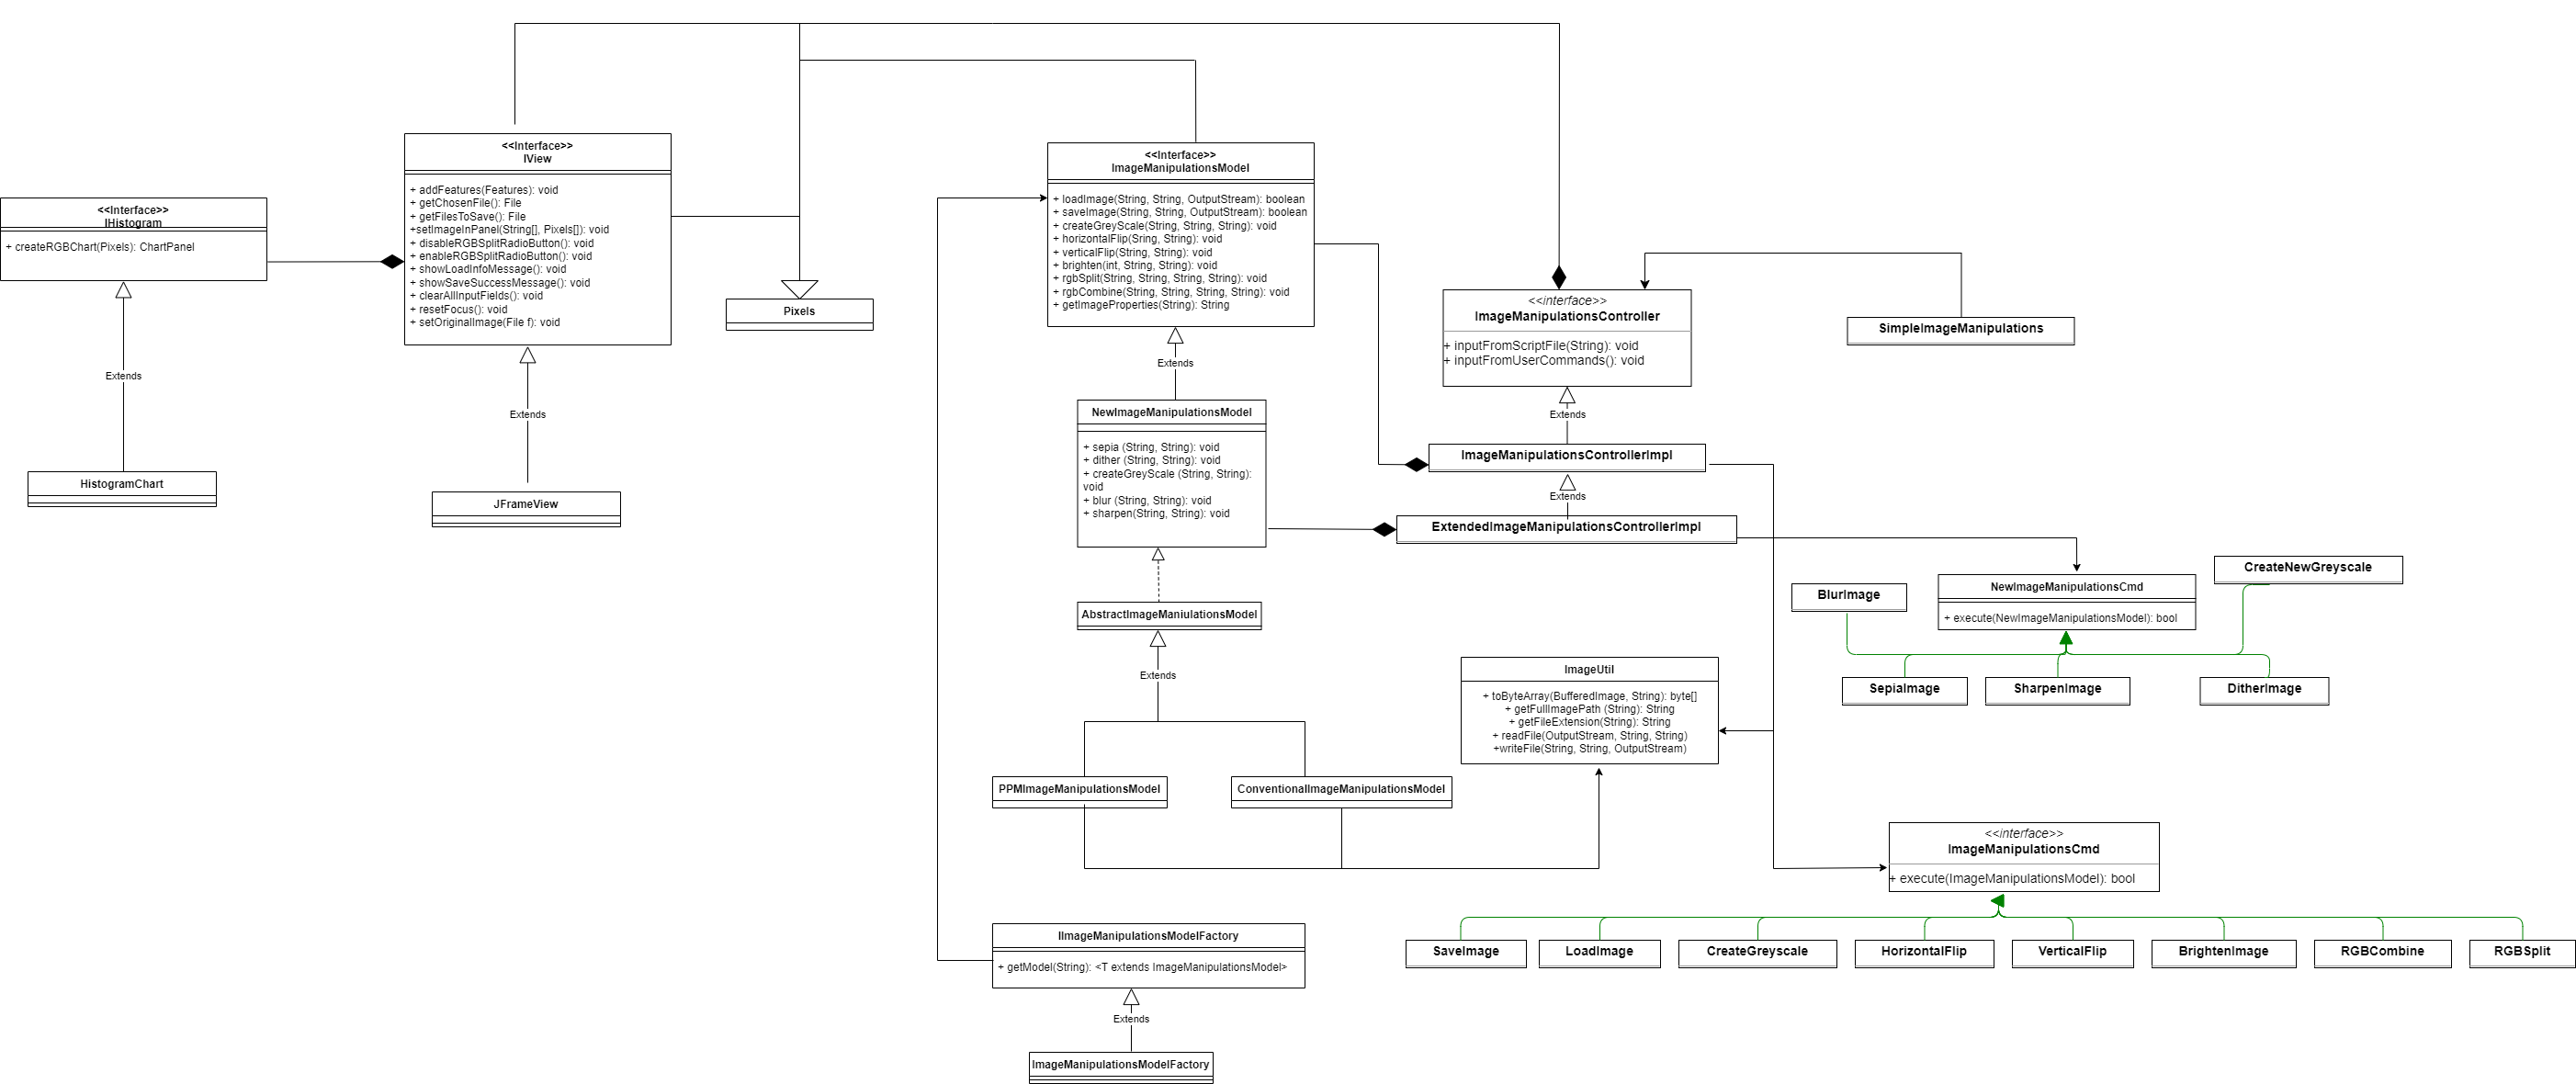 <<Interface>>
IHistogram
+ createRGBChart(Pixels): ChartPanel
Extends
HistogramChart
<<Interface>>
IView
+ addFeatures(Features): void
+ getChosenFile(): File
+ getFilesToSave(): File
+setImageInPanel(String[], Pixels[]): void
+ disableRGBSplitRadioButton(): void
+ enableRGBSplitRadioButton(): void
+ showLoadInfoMessage(): void
+ showSaveSuccessMessage(): void
+ clearAllInputFields(): void
+ resetFocus(): void
+ setOriginalImage(File f): void
Extends
JFrameView
Pixels
<<Interface>>
ImageManipulationsModel
+ loadImage(String, String, OutputStream): boolean
+ saveImage(String, String, OutputStream): boolean
+ createGreyScale(String, String, String): void
+ horizontalFlip(Sring, String): void
+ verticalFlip(String, String): void
+ brighten(int, String, String): void
+ rgbSplit(String, String, String, String): void
+ rgbCombine(String, String, String, String): void
+ getImageProperties(String): String
Extends
NewImageManipulationsModel
+ sepia (String, String): void
+ dither (String, String): void
+ createGreyScale (String, String):
void
+ blur (String, String): void
+ sharpen(String, String): void
AbstractImageManiulationsModel
Extends
PPMImageManipulationsModel
ConventionalImageManipulationsModel
IImageManipulationsModelFactory
+ getModel(String): <T extends ImageManipulationsModel>
Extends
ImageManipulationsModelFactory
<<interface>>
ImageManipulationsController
+ inputFromScriptFile(String): void
+ inputFromUserCommands(): void
SimpleImageManipulations
Extends
ImageManipulationsControllerImpl
Extends
ExtendedImageManipulationsControllerImpl
CreateNewGreyscale
BlurImage
NewImageManipulationsCmd
+ execute(NewImageManipulationsModel): bool
SepiaImage
SharpenImage
DitherImage
ImageUtil
+ toByteArray(BufferedImage, String): byte[]
+ getFullImagePath (String): String
+ getFileExtension(String): String
+ readFile(OutputStream, String, String)
+writeFile(String, String, OutputStream)
<<interface>>
ImageManipulationsCmd
+ execute(ImageManipulationsModel): bool
SaveImage
LoadImage
CreateGreyscale
HorizontalFlip
VerticalFlip
BrightenImage
RGBCombine
RGBSplit